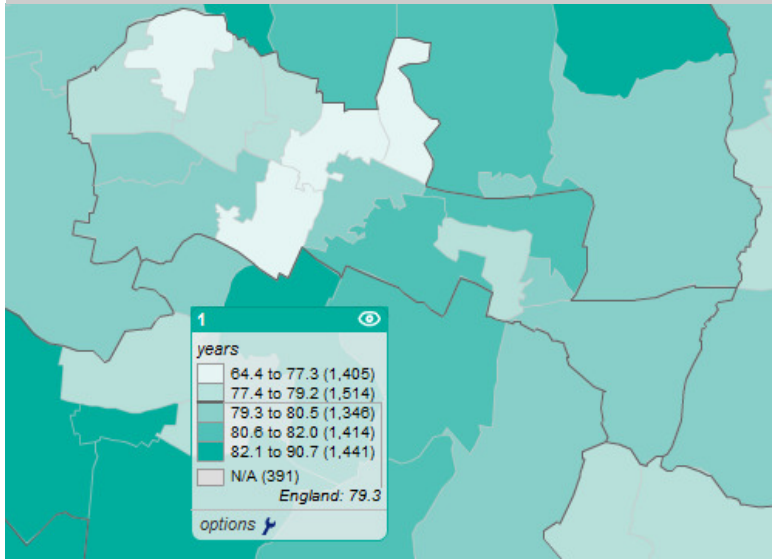 1
years
64.4 to 77.3 (1,405)
77.4 to 79.2 (1,514)
79.3 to 80.5 (1,346)
80.6 to 82.0 (1,414)
82.1 to 90.7 (1,441)
N/A (391)
England: 79.3
options